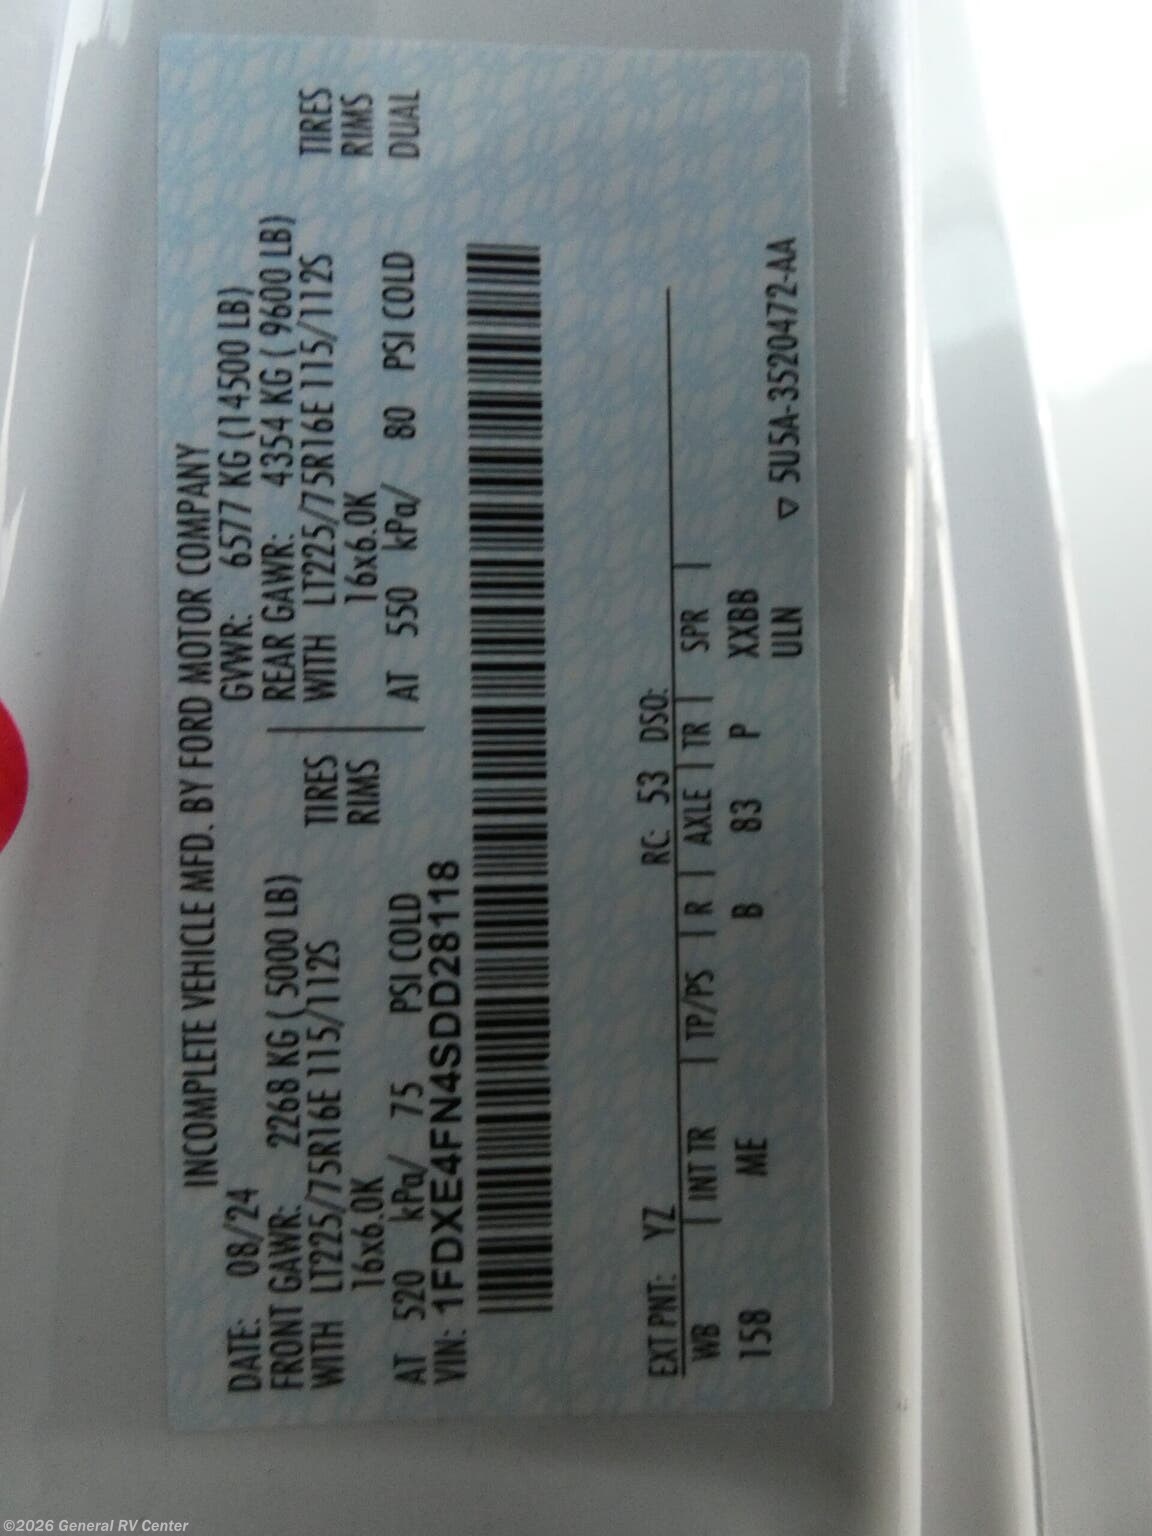 INCOMPLETE VEHICLE MFD. BY FORD MOTOR COMPANY
DATE: 08/24 GVWR: 6577 KG (14500 LB)
FRONT GAWR: 2268 KG ( 5000 LB) REAR GAWR: 4354 KG ( 9600 LB)
WITH LT225/75R16E 115/112S TIRES WITH LT225/75R16E 115/112S TIRES
16x6.0K RIMS 16x6.0K RIMS
AT 520 kPa/ 75 PSI COLD AT 550 kPa/ 80 PSI COLD DUAL
VIN: 1FDXE4FN4SDD28118
EXT PNT: YZ RC: 53 DSO:
WB | INT TR | TP/PS | R | AXLE | TR | SPR |
158 ME B 83 P XXBB
ULN ▽ 5U5A-3520472-AA
©2026 General RV Center